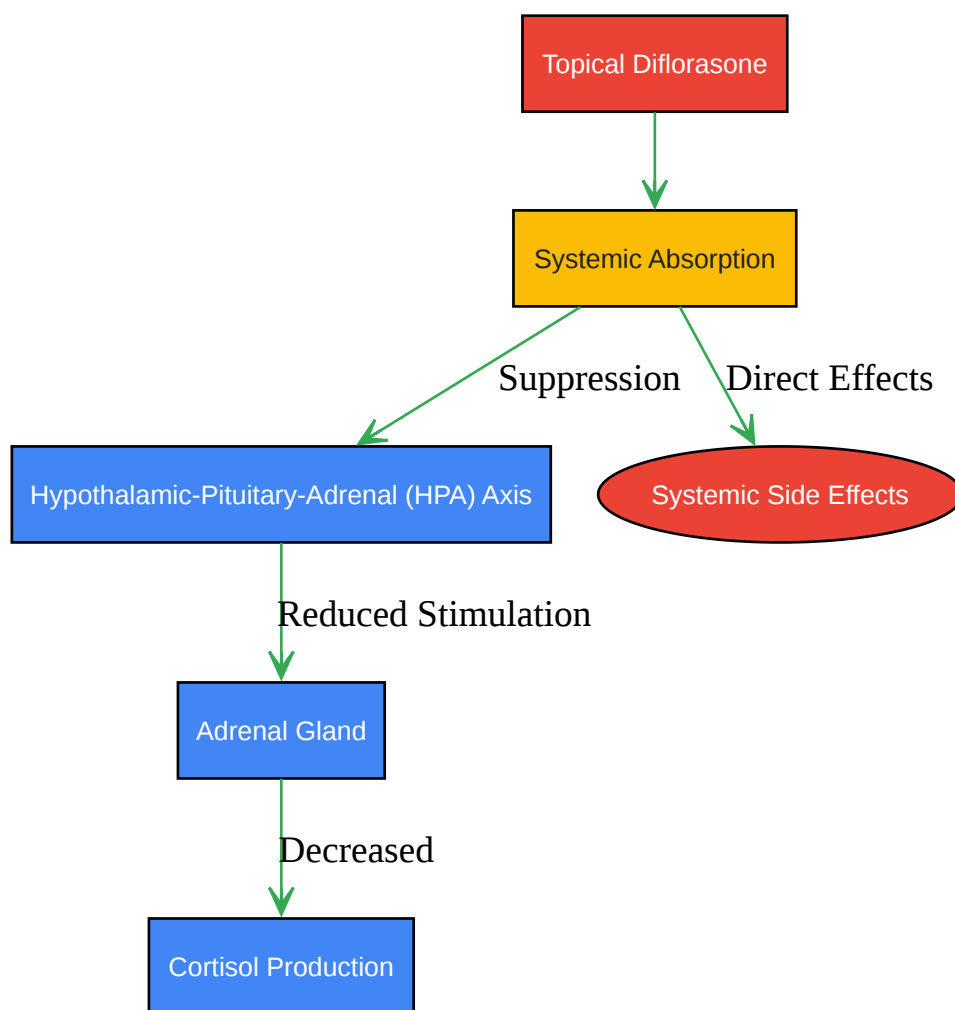 Topical Diflorasone
Systemic Absorption
Suppression
Direct Effects
Hypothalamic-Pituitary-Adrenal (HPA) Axis
Systemic Side Effects
Reduced Stimulation
Adrenal Gland
Decreased
Cortisol Production